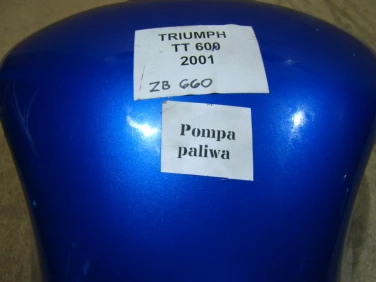 TRIUMPH
TT 600
2001
ZB 660
Pompa
paliwa